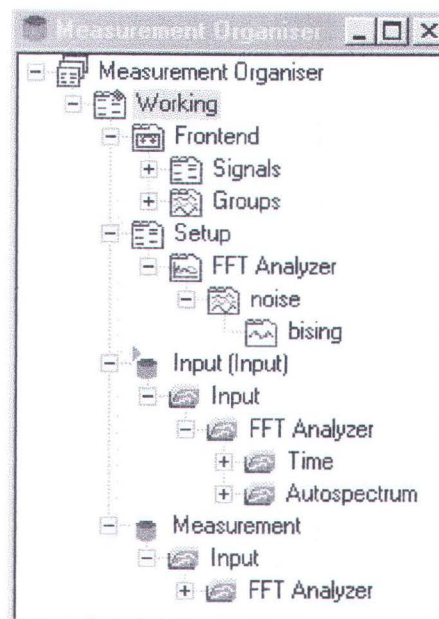 Measurement Organiser
Measurement Organiser
Working
Frontend
Signals
Groups
Setup
FFT Analyzer
noise
bising
Input (Input)
Input
FFT Analyzer
Time
Autospectrum
Measurement
Input
FFT Analyzer